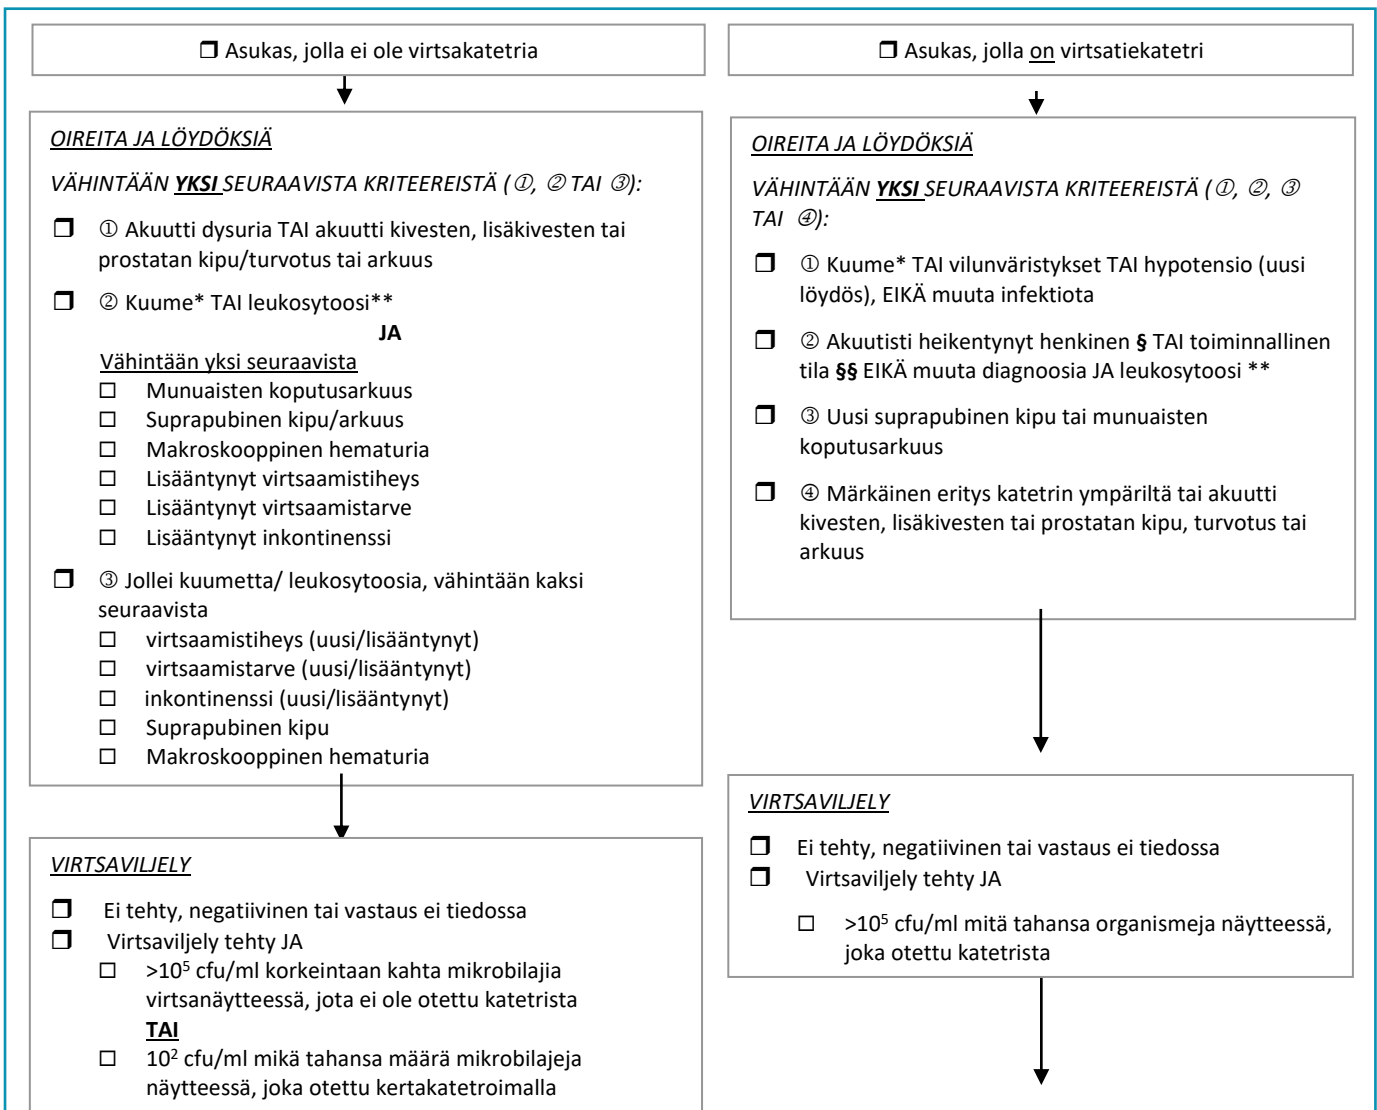 ❒ Asukas, jolla ei ole virtsakatetria
OIREITA JA LÖYDÖKSIÄ
VÄHINTÄÄN YKSI SEURAAVISTA KRITEEREISTÄ (①, ② TAI ③):
❒ ① Akuutti dysuria TAI akuutti kivesten, lisäkivesten tai
prostatan kipu/turvotus tai arkuus
❒ ② Kuume* TAI leukosytoosi**
JA
Vähintään yksi seuraavista
□ Munuaisten koputusarkuus
□ Suprapubinen kipu/arkuus
□ Makroskooppinen hematuria
□ Lisääntynyt virtsaamistiheys
□ Lisääntynyt virtsaamistarve
□ Lisääntynyt inkontinenssi
❒ ③ Jollei kuumetta/ leukosytoosia, vähintään kaksi
seuraavista
□ virtsaamistiheys (uusi/lisääntynyt)
□ virtsaamistarve (uusi/lisääntynyt)
□ inkontinenssi (uusi/lisääntynyt)
□ Suprapubinen kipu
□ Makroskooppinen hematuria
VIRTSAVILJELY
❒ Ei tehty, negatiivinen tai vastaus ei tiedossa
❒ Virtsaviljely tehty JA
□ >10⁵ cfu/ml korkeintaan kahta mikrobilajia
virtsanäytteessä, jota ei ole otettu katetrista
TAI
□ 10² cfu/ml mikä tahansa määrä mikrobilajeja
näytteessä, joka otettu kertakatetroimalla
❒ Asukas, jolla on virtsatiekatetri
OIREITA JA LÖYDÖKSIÄ
VÄHINTÄÄN YKSI SEURAAVISTA KRITEEREISTÄ (①, ②, ③
TAI ④):
❒ ① Kuume* TAI vilunväristykset TAI hypotensio (uusi
löydös), EIKÄ muuta infektiota
❒ ② Akuutisti heikentynyt henkinen § TAI toiminnallinen
tila §§ EIKÄ muuta diagnoosia JA leukosytoosi **
❒ ③ Uusi suprapubinen kipu tai munuaisten
koputusarkuus
❒ ④ Märkäinen eritys katetrin ympäriltä tai akuutti
kivesten, lisäkivesten tai prostatan kipu, turvotus tai
arkuus
VIRTSAVILJELY
❒ Ei tehty, negatiivinen tai vastaus ei tiedossa
❒ Virtsaviljely tehty JA
□ >10⁵ cfu/ml mitä tahansa organismeja näytteessä,
joka otettu katetrista